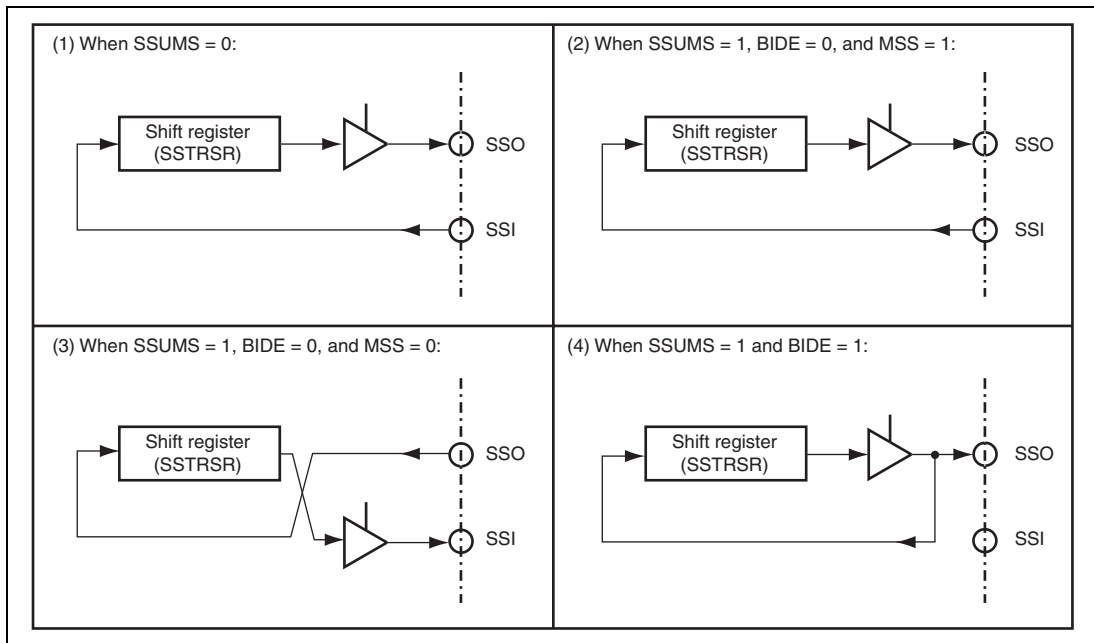 (1) When SSUMS = 0:
Shift register
(SSTRSR)
SSO
SSI
(2) When SSUMS = 1, BIDE = 0, and MSS = 1:
Shift register
(SSTRSR)
SSO
SSI
(3) When SSUMS = 1, BIDE = 0, and MSS = 0:
Shift register
(SSTRSR)
SSO
SSI
(4) When SSUMS = 1 and BIDE = 1:
Shift register
(SSTRSR)
SSO
SSI